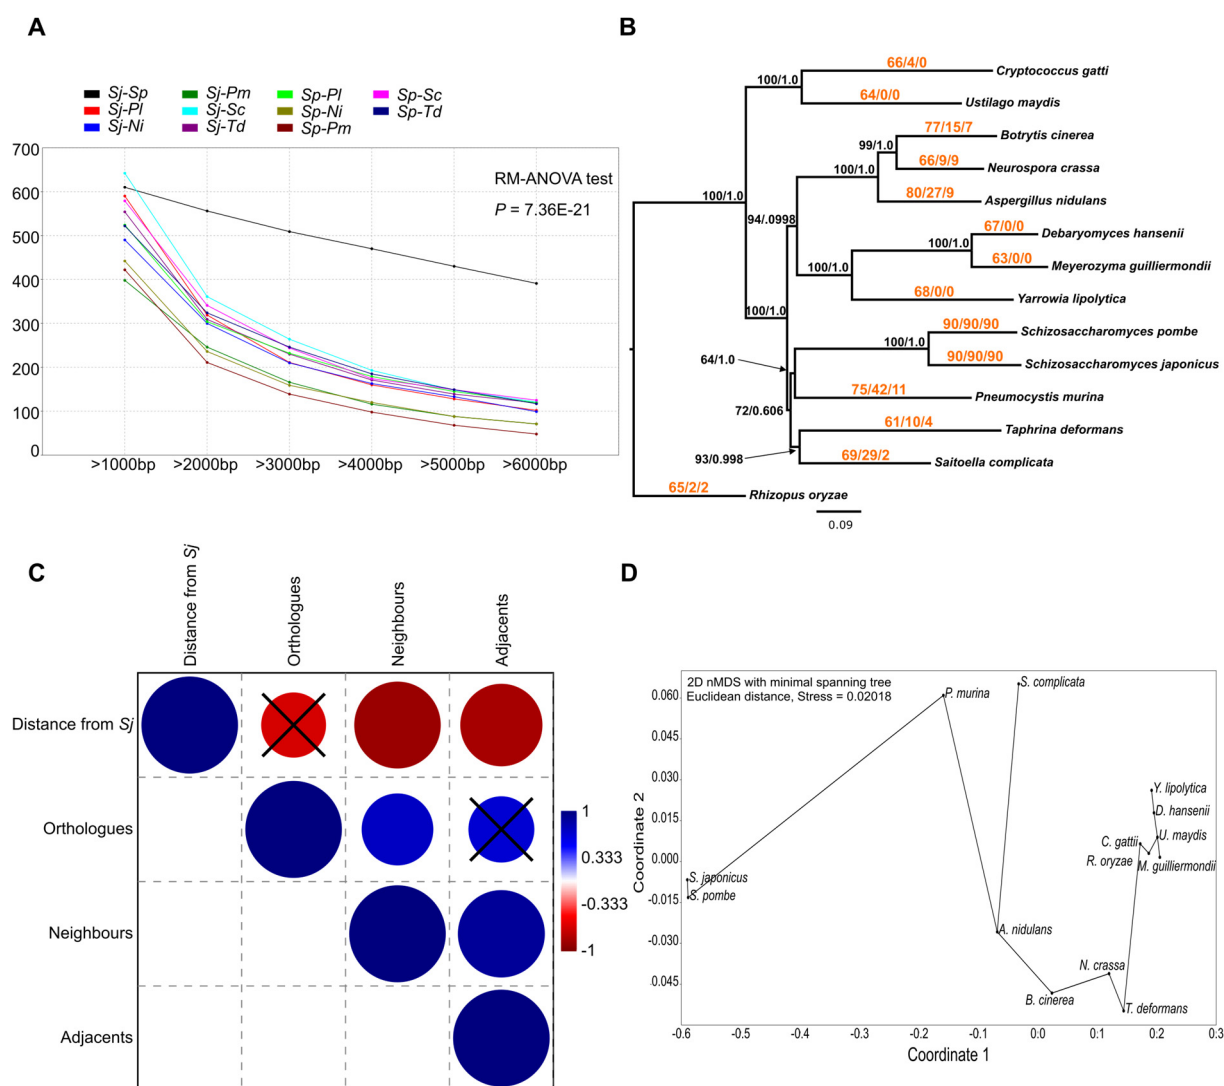 A
Sj-Sp Sj-Pm Sp-Pl Sp-Sc
Sj-Pl Sj-Sc Sp-Ni Sp-Td
Sj-Ni Sj-Td Sp-Pm
700
600
500
400
300
200
100
0
RM-ANOVA test
P = 7.36E-21
>1000bp >2000bp >3000bp >4000bp >5000bp >6000bp
B
66/4/0
Cryptococcus gatti
100/1.0
64/0/0
Ustilago maydis
77/15/7
Botrytis cinerea
99/1.0
66/9/9
Neurospora crassa
100/1.0
80/27/9
Aspergillus nidulans
100/1.0
94/.0998
67/0/0
Debaryomyces hansenii
100/1.0
63/0/0
Meyerozyma guilliermondii
100/1.0
68/0/0
Yarrowia lipolytica
100/1.0
90/90/90
Schizosaccharomyces pombe
100/1.0
90/90/90
Schizosaccharomyces japonicus
64/1.0
75/42/11
Pneumocystis murina
72/0.606
61/10/4
Taphrina deformans
93/0.998
69/29/2
Saitoella complicata
65/2/2
Rhizopus oryzae
0.09
C
Distance from Sj
Orthologues
Neighbours
Adjacents
Distance from Sj
Orthologues
Neighbours
Adjacents
1
0.333
-0.333
-1
D
2D nMDS with minimal spanning tree
Euclidean distance, Stress = 0.02018
Coordinate 2
0.060
0.045
0.030
0.015
0.000
-0.015
-0.030
0.045
P. murina
S. complicata
Y. lipolytica
D. hansenii
U. maydis
C. gattii
R. oryzae
M. guilliermondii
S. japonicus
S. pombe
A. nidulans
N. crassa
B. cinerea
T. deformans
-0.6 -0.5 -0.4 -0.3 -0.2 -0.1 0.0 0.1 0.2 0.3
Coordinate 1